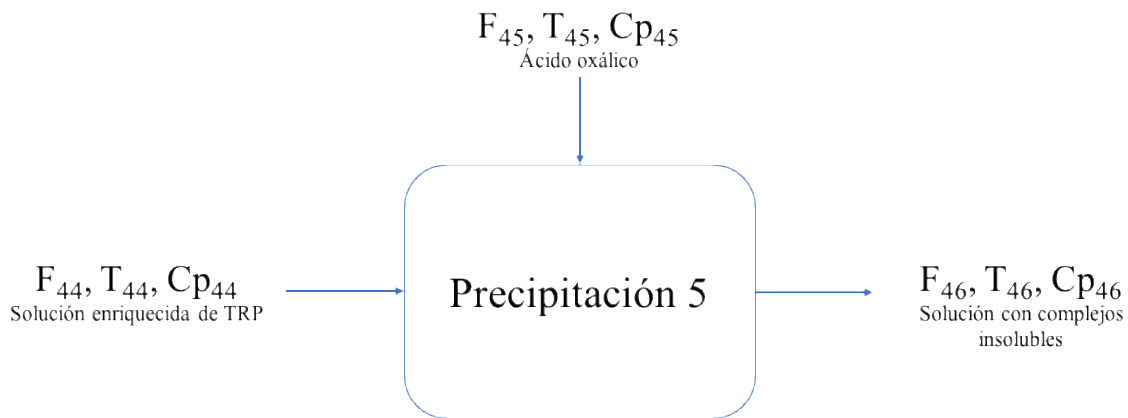 F₄₅, T₄₅, Cp₄₅
Ácido oxálico
F₄₄, T₄₄, Cp₄₄
Solución enriquecida de TRP
Precipitación 5
F₄₆, T₄₆, Cp₄₆
Solución con complejos
insolubles